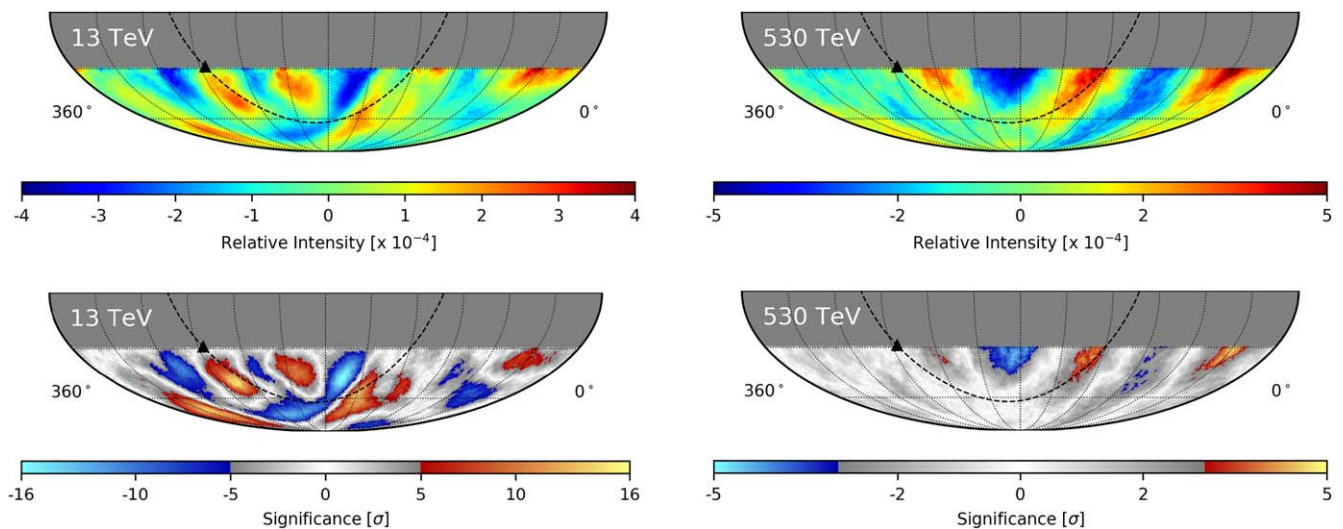 13 TeV
360°
0°
-4 -3 -2 -1 0 1 2 3 4
Relative Intensity [x 10⁻⁴]
530 TeV
360°
0°
-5 -2 0 2 5
Relative Intensity [x 10⁻⁴]
13 TeV
360°
0°
-16 -10 -5 0 5 10 16
Significance [σ]
530 TeV
360°
0°
-5 -2 0 2 5
Significance [σ]